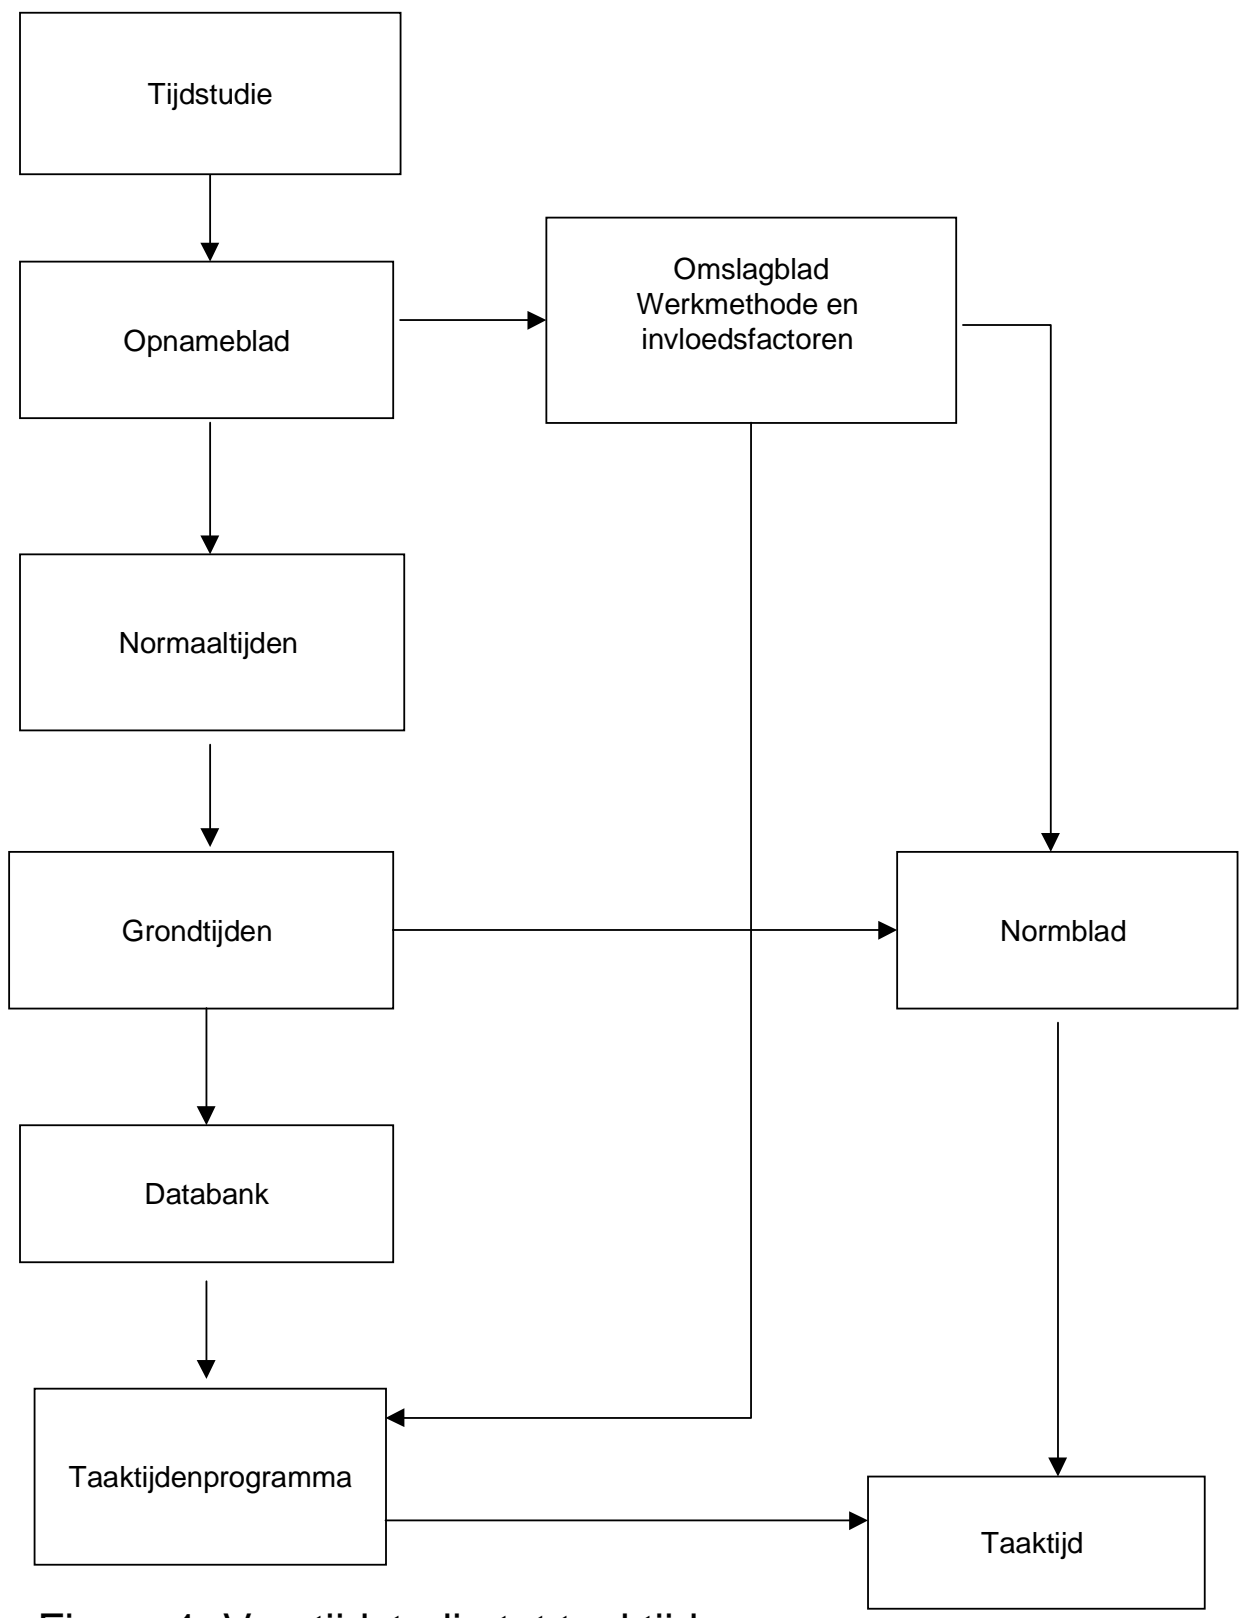 Tijdstudie
Omslagblad
Werkmethode en
invloedsfactoren
Opnameblad
Normaaltijden
Grondtijden
Normblad
Databank
Taaktijdenprogramma
Taaktijd